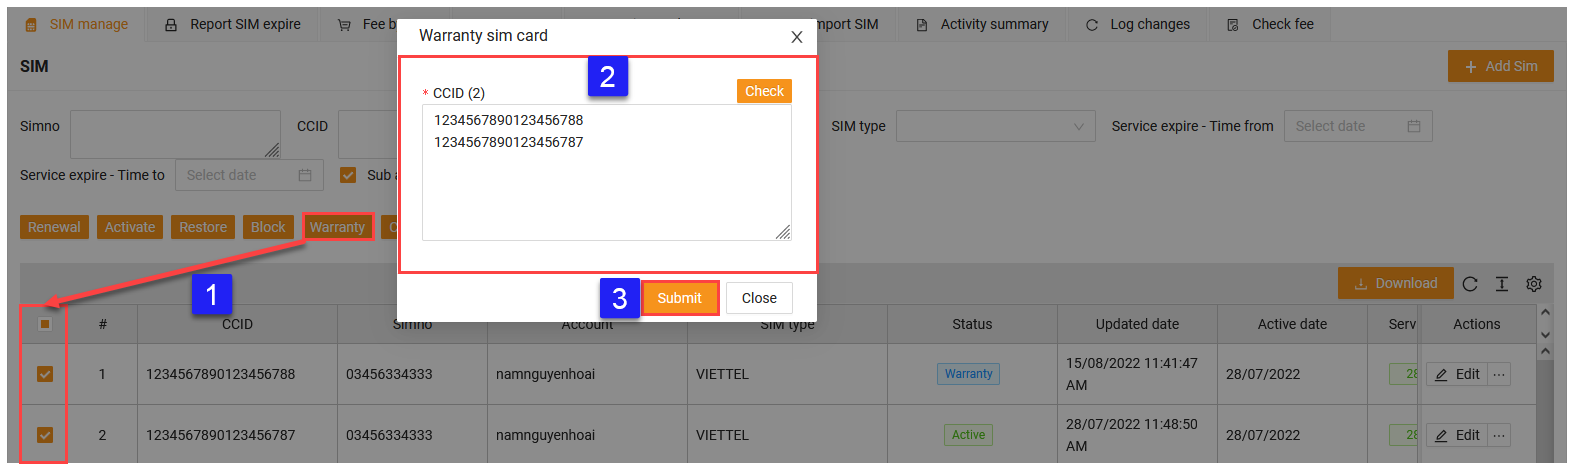 SIM manage Report SIM expire Fee Warranty sim card SIM Activity summary Log changes Check fee
SIM 2 Add Sim
* CCID (2) Check
Simno CCID 1234567890123456788 SIM type Service expire - Time from Select date
1234567890123456787
Service expire - Time to Select date Sub
Renewal Activate Restore Block Warranty
1 3 Submit Close Download
# CCID Simno Account SIM type Status Updated date Active date Actions
1 1234567890123456788 03456334333 namnguyenhoai VIETTEL Warranty 15/08/2022 11:41:47 AM 28/07/2022 28 Edit ...
2 1234567890123456787 03456334333 namnguyenhoai VIETTEL Active 28/07/2022 11:48:50 AM 28/07/2022 28 Edit ...